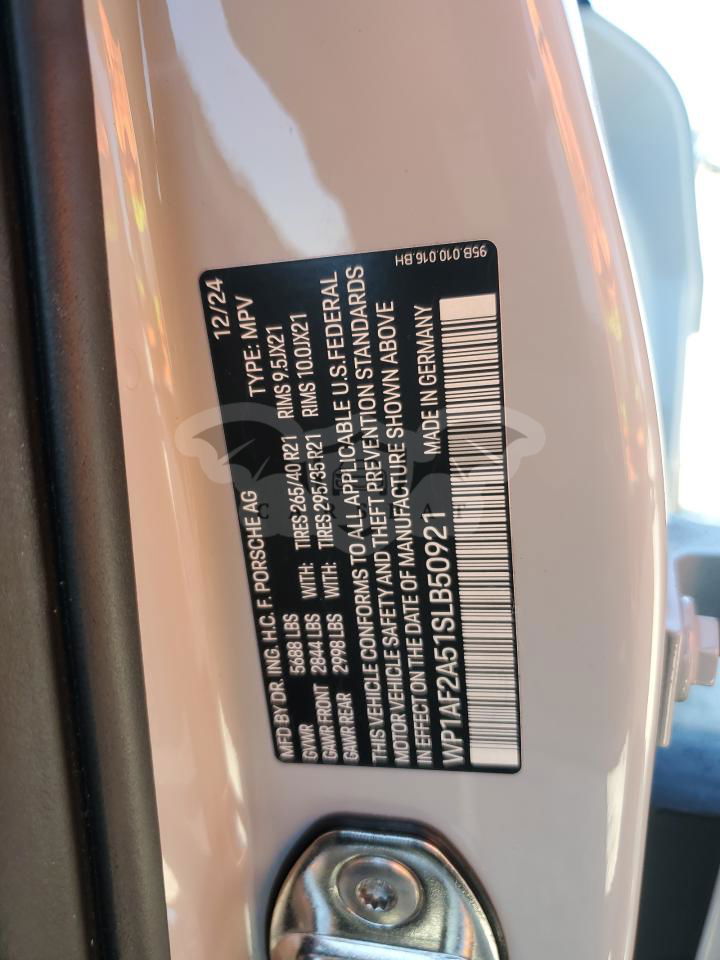 MFD BY DR. ING. H.C. F. PORSCHE AG 12/24
GVWR 5688 LBS TYPE: MPV
GAWR FRONT 2844 LBS WITH: TIRES 265/40 R21 RIMS 9.5JX21
GAWR REAR 2998 LBS WITH: TIRES 295/35 R21 RIMS 10.0JX21
THIS VEHICLE CONFORMS TO ALL APPLICABLE U.S. FEDERAL
MOTOR VEHICLE SAFETY AND THEFT PREVENTION STANDARDS
IN EFFECT ON THE DATE OF MANUFACTURE SHOWN ABOVE
WP1AF2A51SLB50921 MADE IN GERMANY
95B.010.016.BH